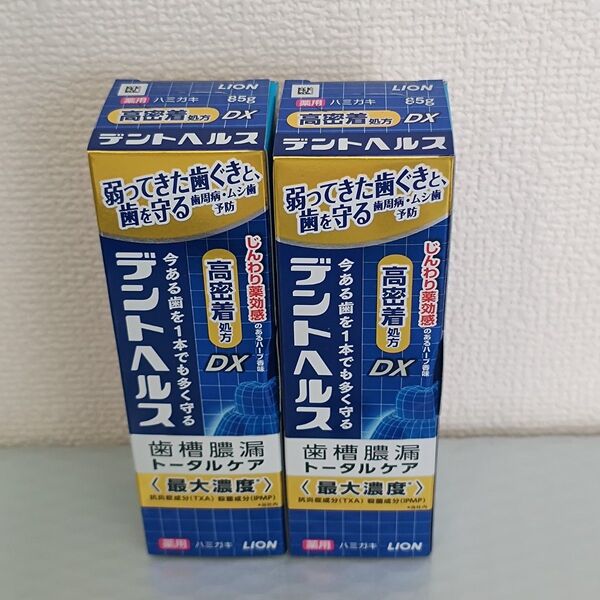 LION
薬用 ハミガキ 85g
高密着処方 DX
デントヘルス
弱ってきた歯ぐきと、
歯を守る 歯周病・ムシ歯
予防
じんわり薬効感
のあるハーブ香味
高密着処方
DX
今ある歯を1本でも多く守る
デントヘルス
歯槽膿漏
トータルケア
〈最大濃度*〉
抗炎症成分(TXA) 殺菌成分(IPMP)
*当社内
薬用 ハミガキ LION
LION
薬用 ハミガキ 85g
高密着処方 DX
デントヘルス
弱ってきた歯ぐきと、
歯を守る 歯周病・ムシ歯
予防
じんわり薬効感
のあるハーブ香味
高密着処方
DX
今ある歯を1本でも多く守る
デントヘルス
歯槽膿漏
トータルケア
〈最大濃度*〉
抗炎症成分(TXA) 殺菌成分(IPMP)
*当社内
薬用 ハミガキ LION